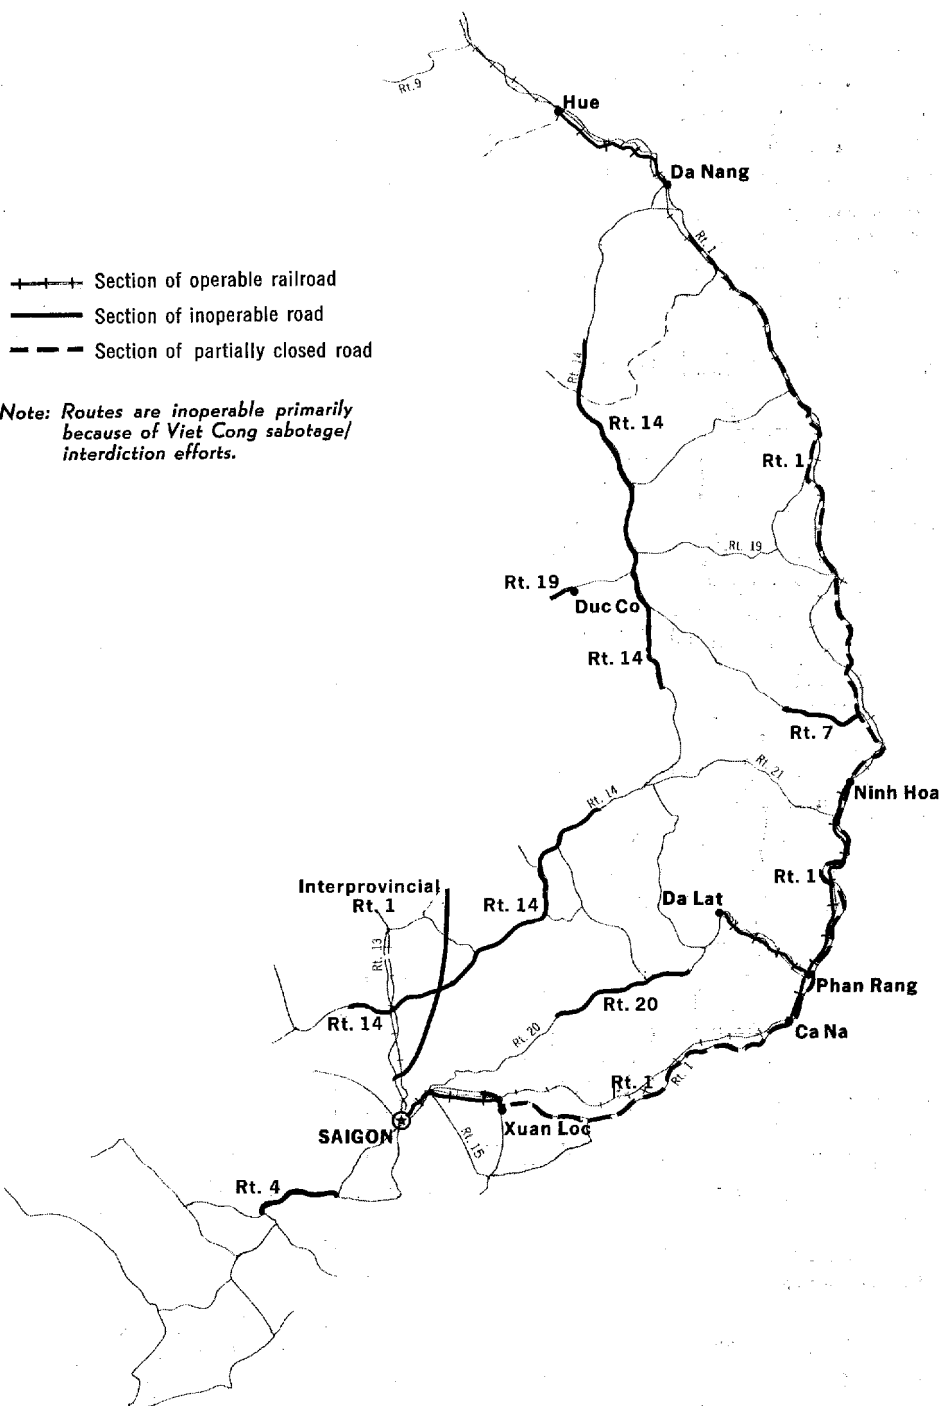 Rt.9
Hue
Da Nang
Rt. 1
Section of operable railroad
Section of inoperable road
Section of partially closed road
Rt. 14
Note: Routes are inoperable primarily
because of Viet Cong sabotage/
interdiction efforts.
Rt. 14
Rt. 1
Rt. 19
Rt. 19
Duc Co
Rt. 14
Rt. 7
Rt. 21
Ninh Hoa
Rt. 14
Rt. 1
Interprovincial
Rt. 1
Rt. 14
Da Lat
Rt. 13
Phan Rang
Rt. 20
Rt. 14
Ca Na
Rt. 20
Rt. 1
Rt. 1
Xuan Loc
SAIGON
Rt. 15
Rt. 4